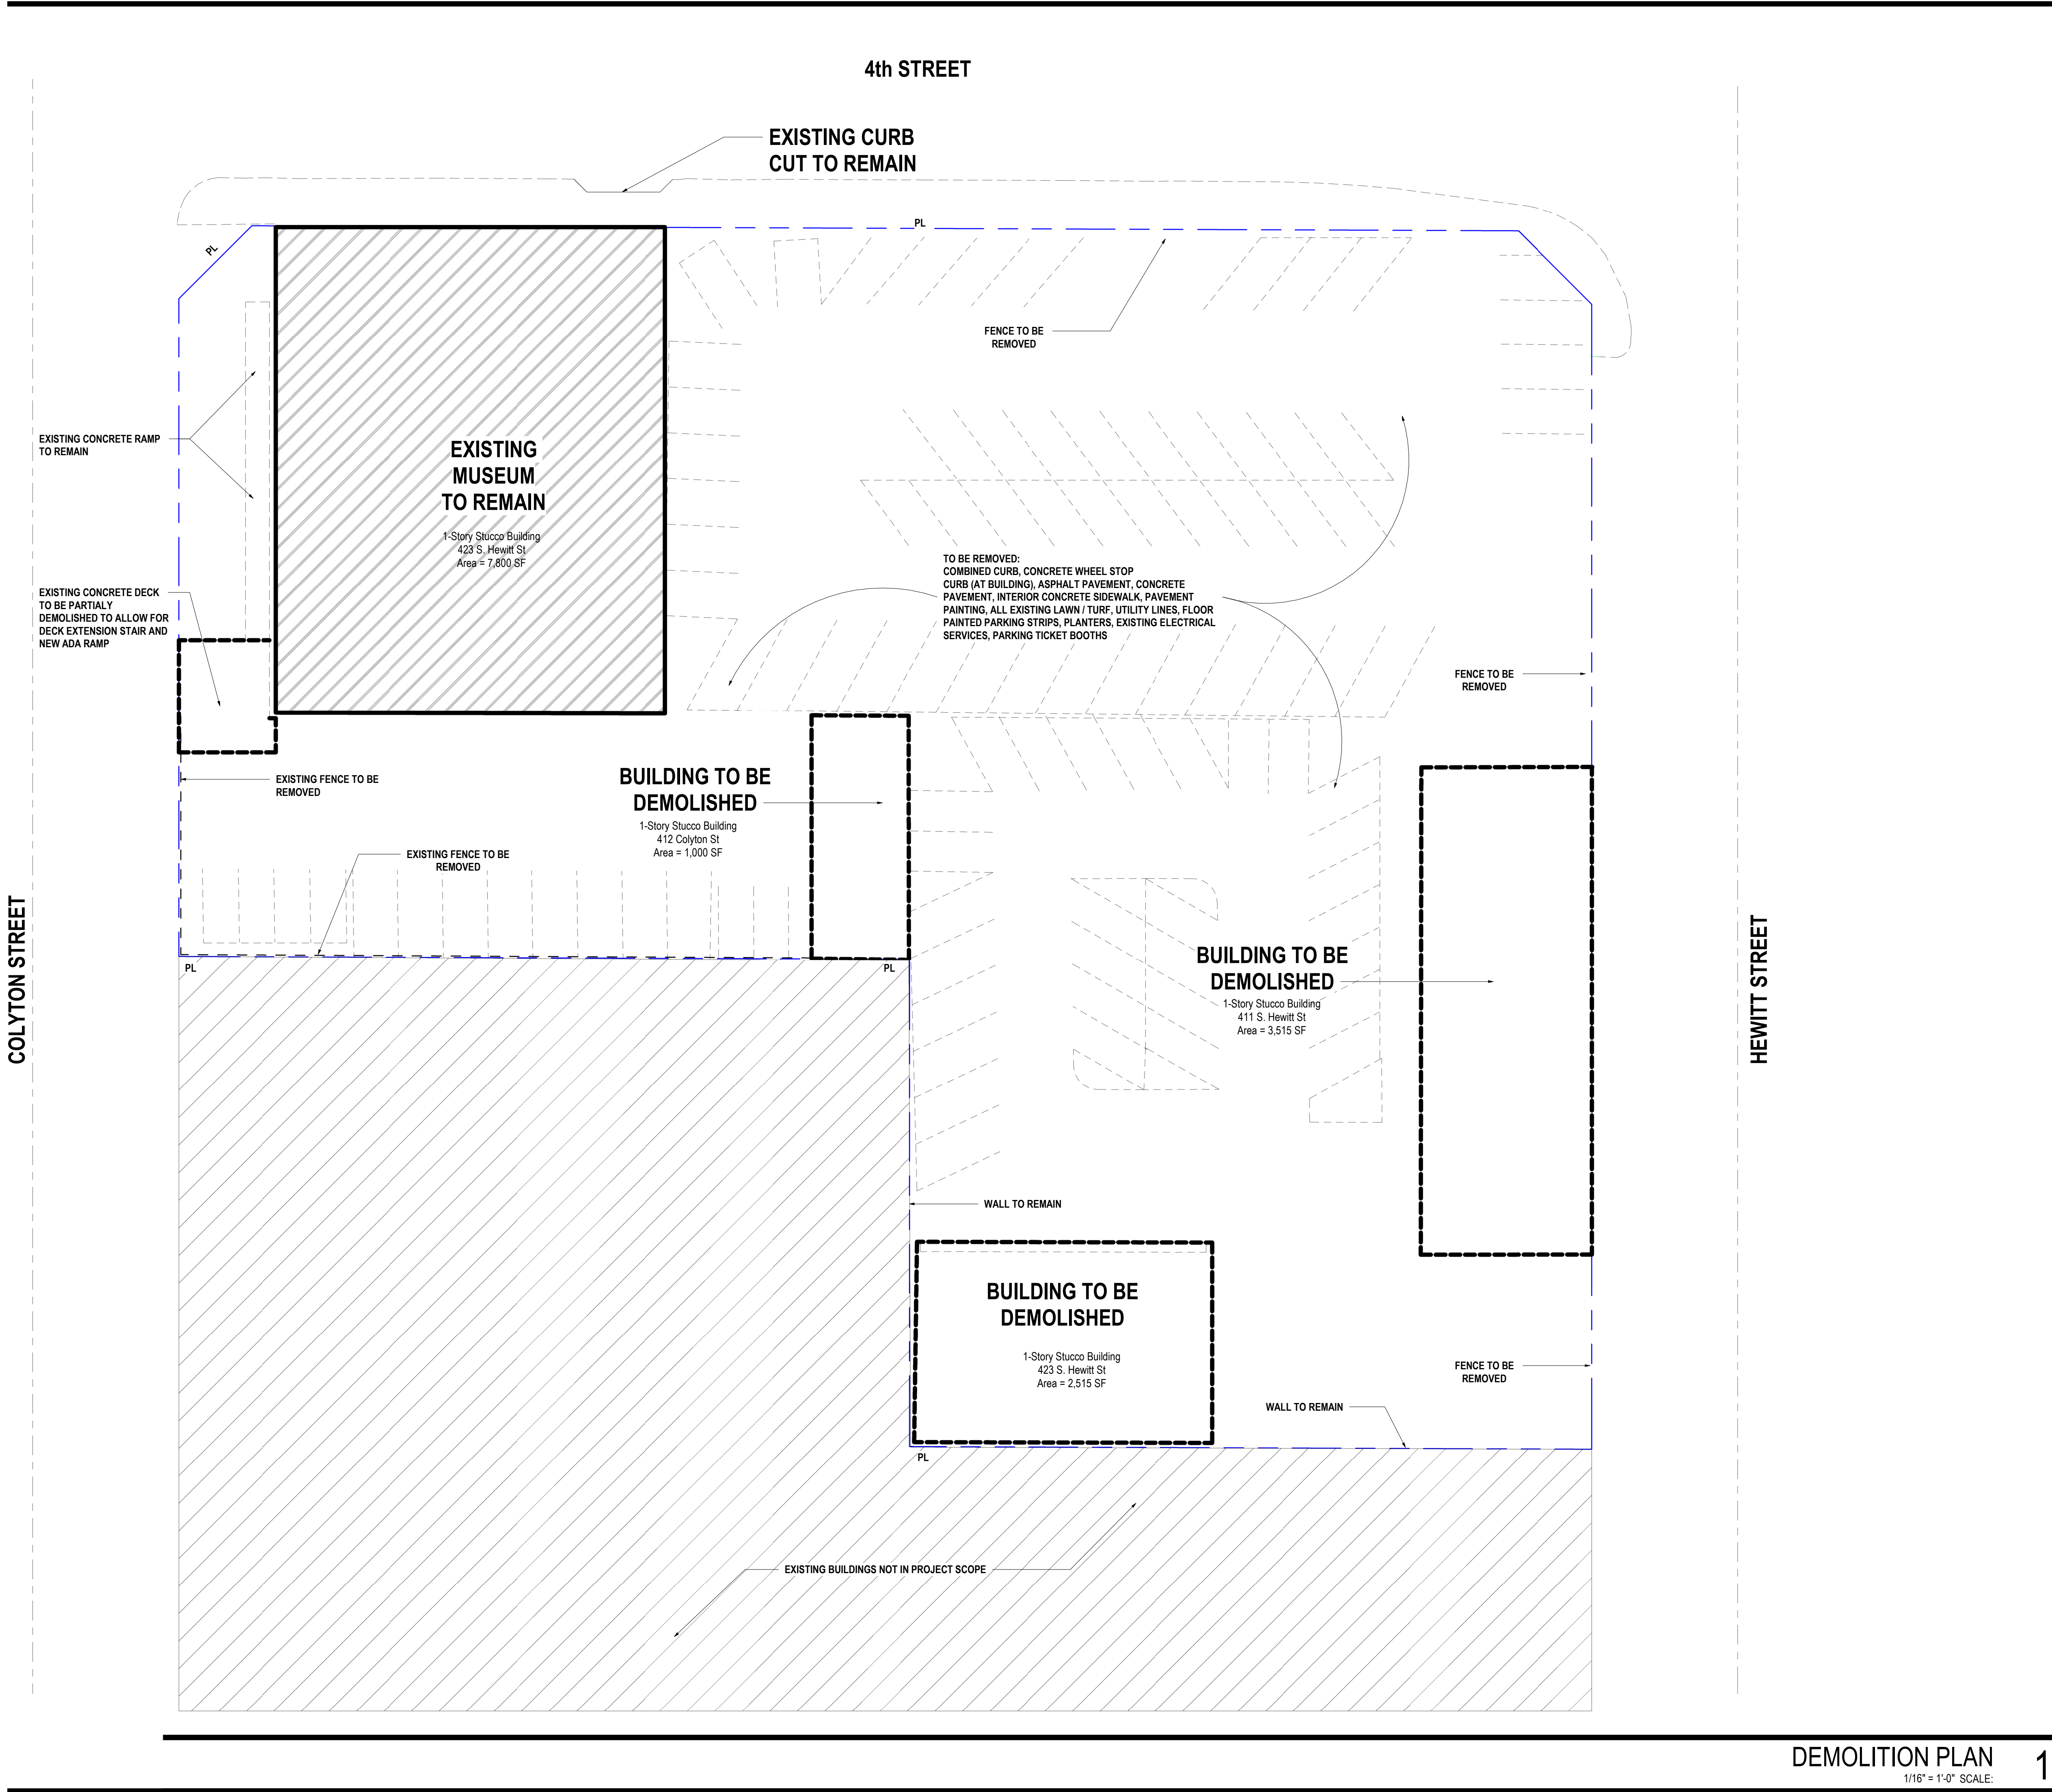 4th STREET
EXISTING CURB
CUT TO REMAIN
PL
PL
FENCE TO BE
REMOVED
EXISTING CONCRETE RAMP
TO REMAIN
EXISTING
MUSEUM
TO REMAIN
1-Story Stucco Building
423 S. Hewitt St
Area = 7,800 SF
TO BE REMOVED:
COMBINED CURB, CONCRETE WHEEL STOP
CURB (AT BUILDING), ASPHALT PAVEMENT, CONCRETE
PAVEMENT, INTERIOR CONCRETE SIDEWALK, PAVEMENT
PAINTING, ALL EXISTING LAWN / TURF, UTILITY LINES, FLOOR
PAINTED PARKING STRIPS, PLANTERS, EXISTING ELECTRICAL
SERVICES, PARKING TICKET BOOTHS
EXISTING CONCRETE DECK
TO BE PARTIALY
DEMOLISHED TO ALLOW FOR
DECK EXTENSION STAIR AND
NEW ADA RAMP
FENCE TO BE
REMOVED
EXISTING FENCE TO BE
REMOVED
BUILDING TO BE
DEMOLISHED
1-Story Stucco Building
412 Colyton St
Area = 1,000 SF
EXISTING FENCE TO BE
REMOVED
COLYTON STREET
PL
PL
BUILDING TO BE
DEMOLISHED
1-Story Stucco Building
411 S. Hewitt St
Area = 3,515 SF
HEWITT STREET
WALL TO REMAIN
BUILDING TO BE
DEMOLISHED
1-Story Stucco Building
423 S. Hewitt St
Area = 2,515 SF
FENCE TO BE
REMOVED
WALL TO REMAIN
PL
EXISTING BUILDINGS NOT IN PROJECT SCOPE
DEMOLITION PLAN
1
1/16" = 1'-0" SCALE: